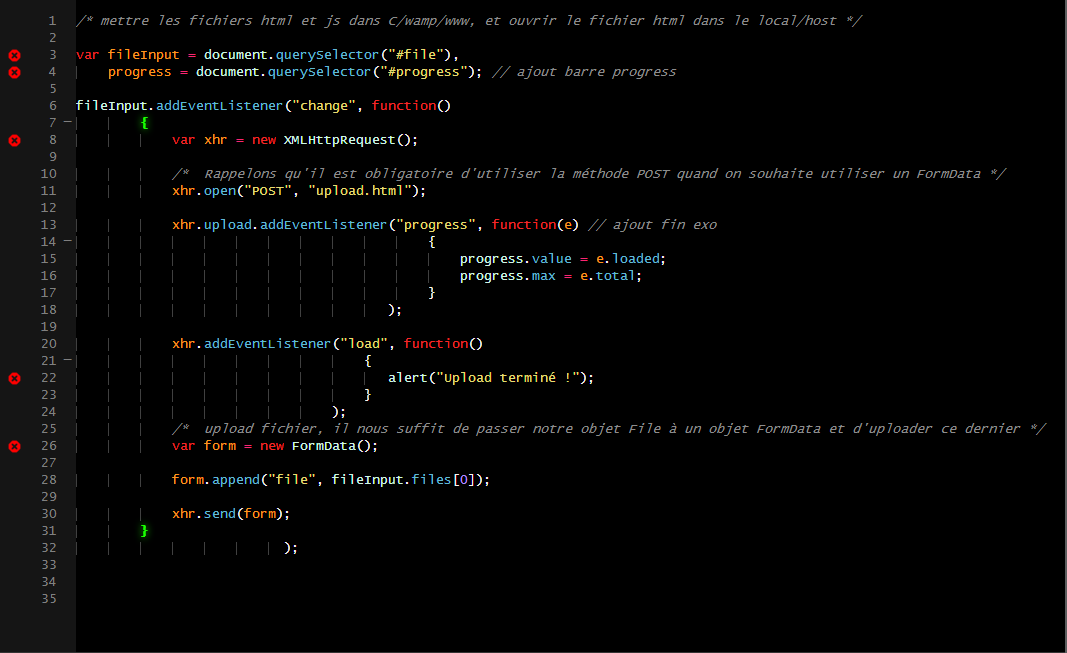 1 /* mettre les fichiers html et js dans C/wamp/www, et ouvrir le fichier html dans le local/host */
2
3 var fileInput = document.querySelector("#file"),
4 progress = document.querySelector("#progress"); // ajout barre progress
5
6 fileInput.addEventListener("change", function()
7 {
8 var xhr = new XMLHttpRequest();
9
10 /* Rappelons qu'il est obligatoire d'utiliser la méthode POST quand on souhaite utiliser un FormData */
11 xhr.open("POST", "upload.html");
12
13 xhr.upload.addEventListener("progress", function(e) // ajout fin exo
14 {
15 progress.value = e.loaded;
16 progress.max = e.total;
17 }
18 );
19
20 xhr.addEventListener("load", function()
21 {
22 alert("Upload terminé !");
23 }
24 );
25 /* upload fichier, il nous suffit de passer notre objet File à un objet FormData et d'uploader ce dernier */
26 var form = new FormData();
27
28 form.append("file", fileInput.files[0]);
29
30 xhr.send(form);
31 }
32 );
33
34
35